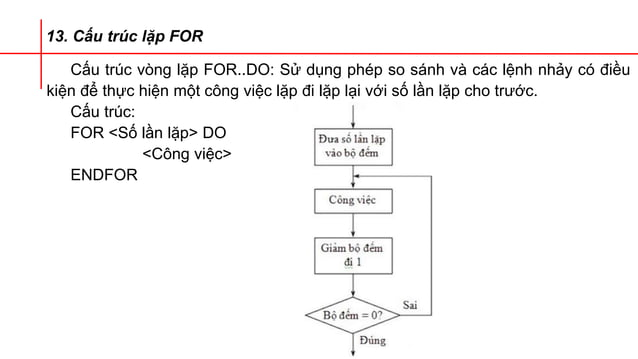 13. Cấu trúc lặp FOR
Cấu trúc vòng lặp FOR..DO: Sử dụng phép so sánh và các lệnh nhảy có điều
kiện để thực hiện một công việc lặp đi lặp lại với số lần lặp cho trước.
Cấu trúc:
FOR <Số lần lặp> DO
<Công việc>
ENDFOR
Đưa số lần lặp
vào bộ đếm
Công việc
Giảm bộ đếm
đi 1
Bộ đếm = 0?
Sai
Đúng